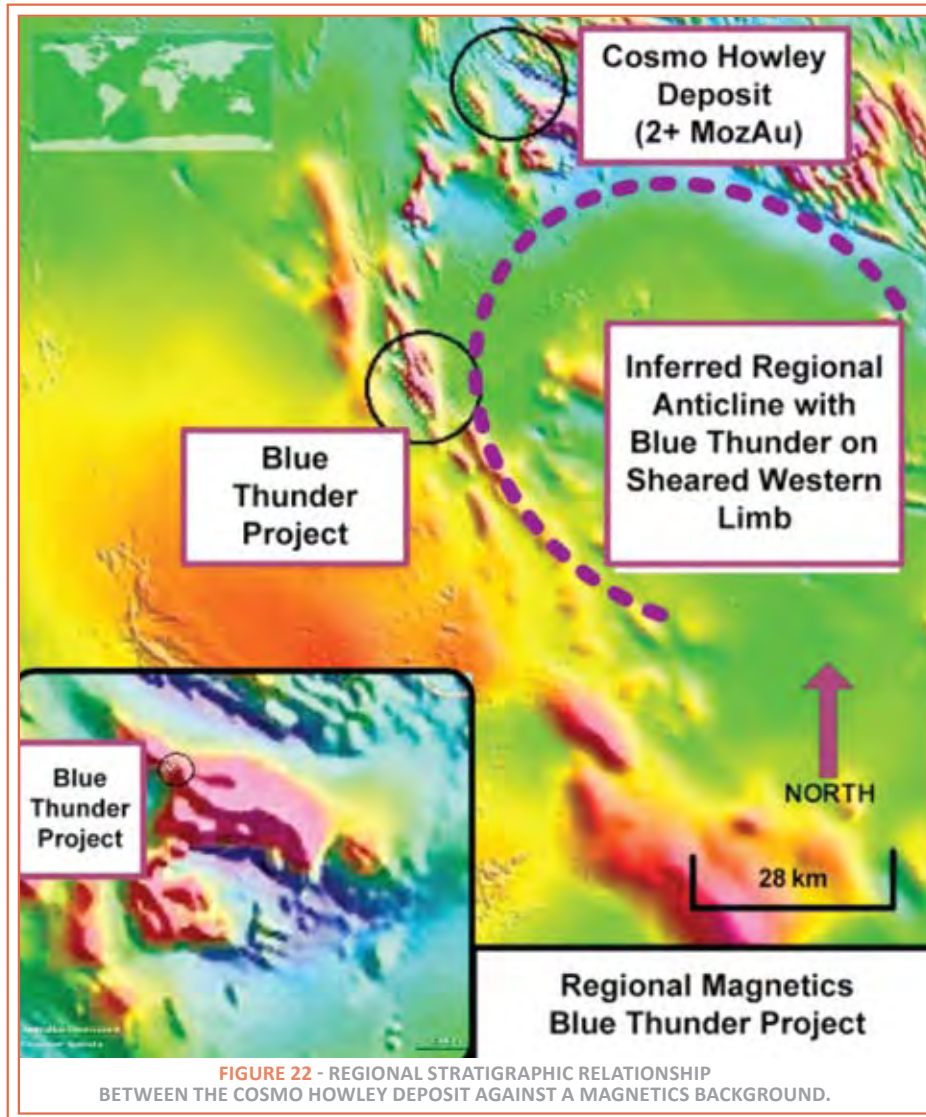 Cosmo Howley
Deposit
(2+ MozAu)
Inferred Regional
Anticline with
Blue Thunder on
Sheared Western
Limb
Blue
Thunder
Project
Blue
Thunder
Project
NORTH
28 km
Regional Magnetics
Blue Thunder Project
FIGURE 22 - REGIONAL STRATIGRAPHIC RELATIONSHIP
BETWEEN THE COSMO HOWLEY DEPOSIT AGAINST A MAGNETICS BACKGROUND.